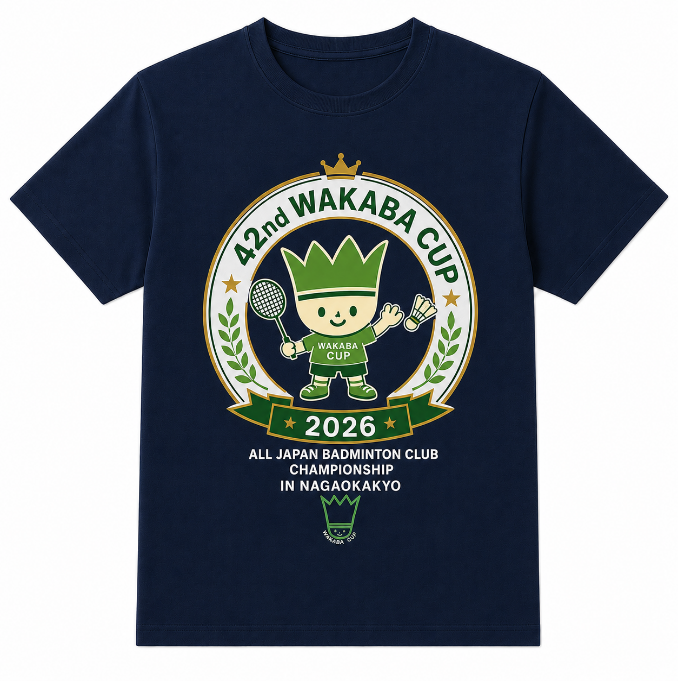 42nd WAKABA CUP
WAKABA
CUP
2026
ALL JAPAN BADMINTON CLUB
CHAMPIONSHIP
IN NAGAOKAKYO
WAKABA CUP